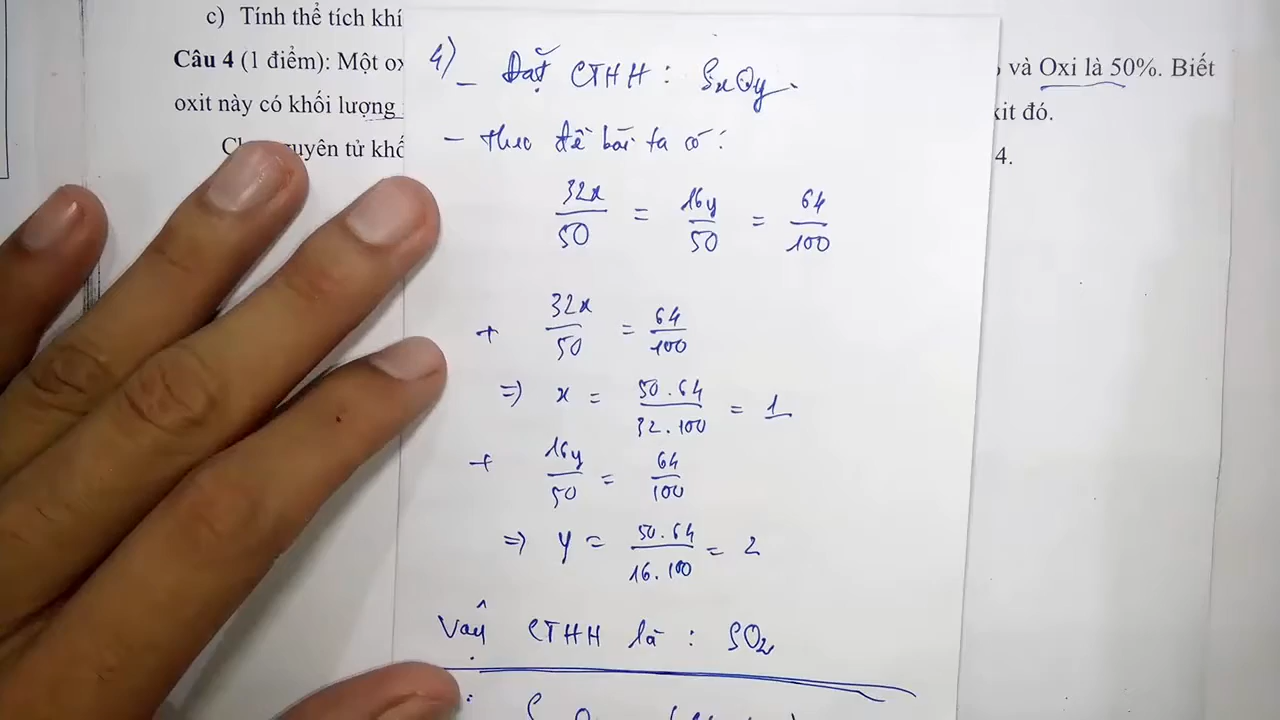 c) Tính thể tích khí
Câu 4 (1 điểm): Một ox
và Oxi là 50%. Biết
oxit này có khối lượng
xit đó.
uyên tử khố
4.
4) – Đặt CTHH : SxOy.
– Theo đề bài ta có :
32x/50 = 16y/50 = 64/100
+ 32x/50 = 64/100
=> x = 50.64/32.100 = 1
+ 16y/50 = 64/100
=> y = 50.64/16.100 = 2
Vậy CTHH là : SO2